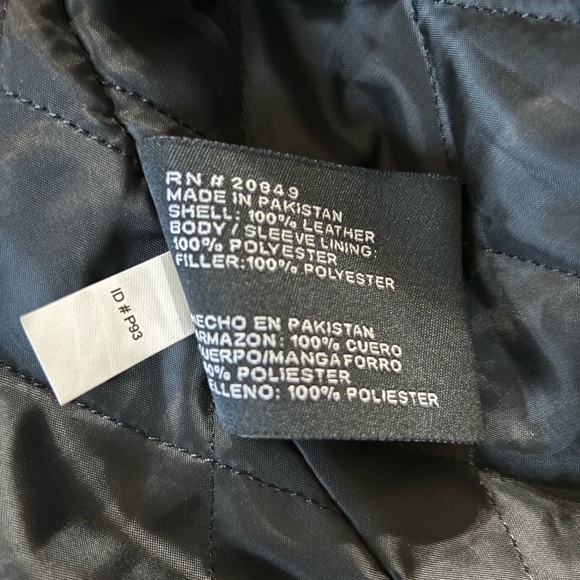 RN # 20849
MADE IN PAKISTAN
SHELL: 100% LEATHER
BODY / SLEEVE LINING:
100% POLYESTER
FILLER:100% POLYESTER
ID # P93
HECHO EN PAKISTAN
ARMAZON: 100% CUERO
CUERPO/MANGA FORRO
100% POLIESTER
RELLENO: 100% POLIESTER